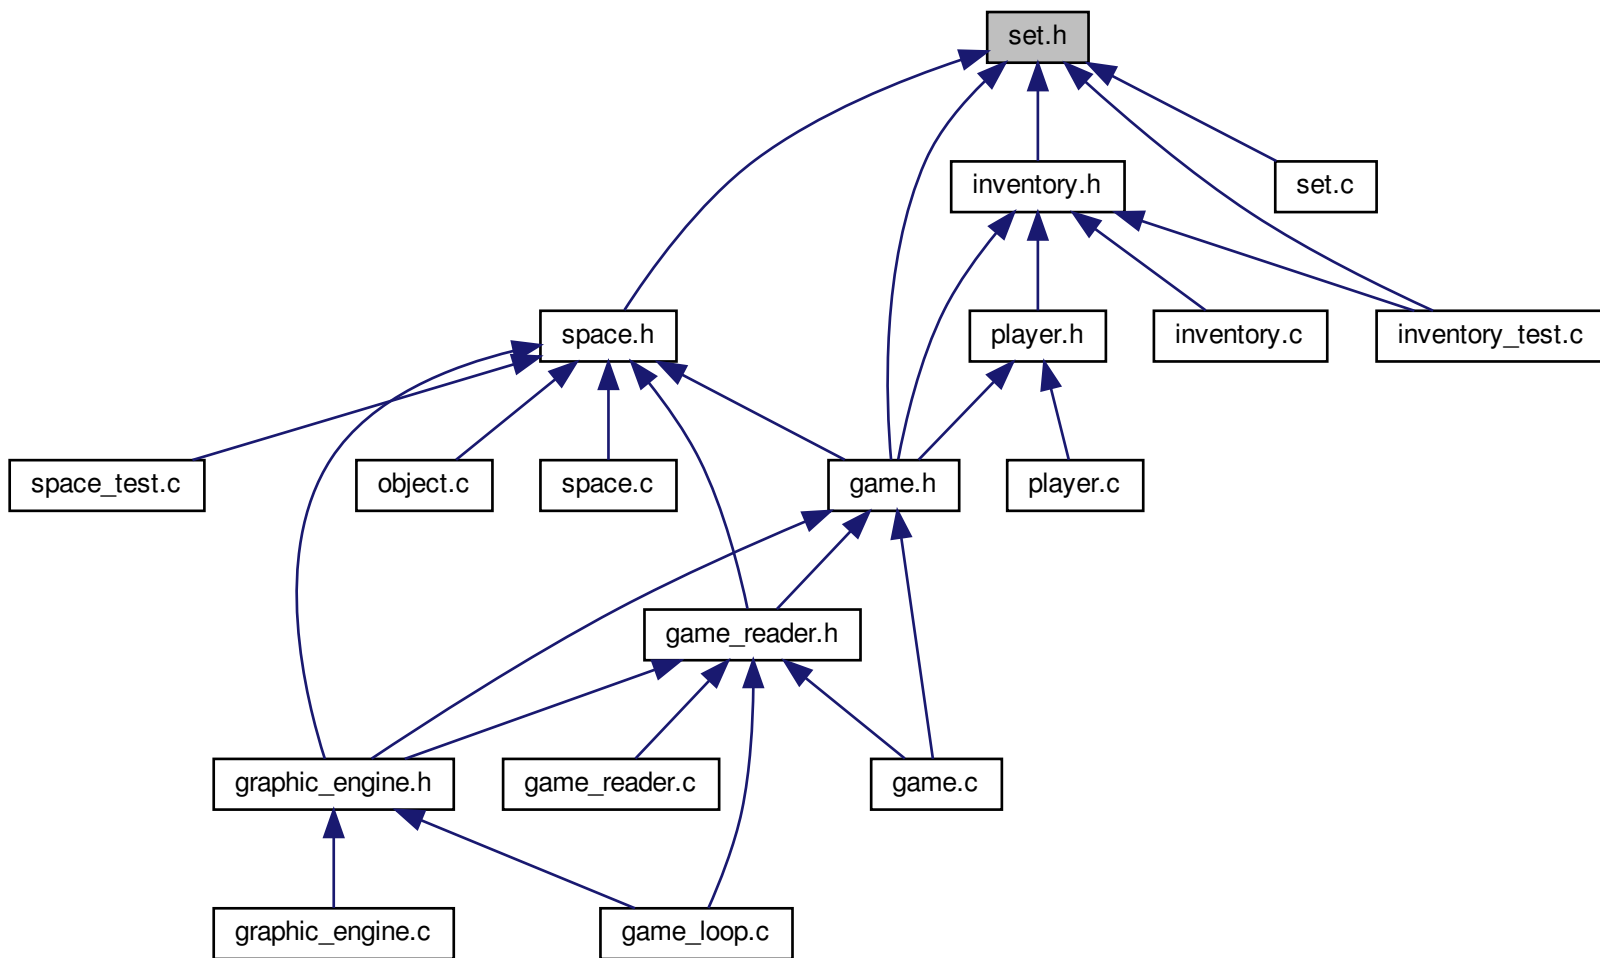 set.h
inventory.h
set.c
space.h
player.h
inventory.c
inventory_test.c
space_test.c
object.c
space.c
game.h
player.c
game_reader.h
graphic_engine.h
game_reader.c
game.c
graphic_engine.c
game_loop.c